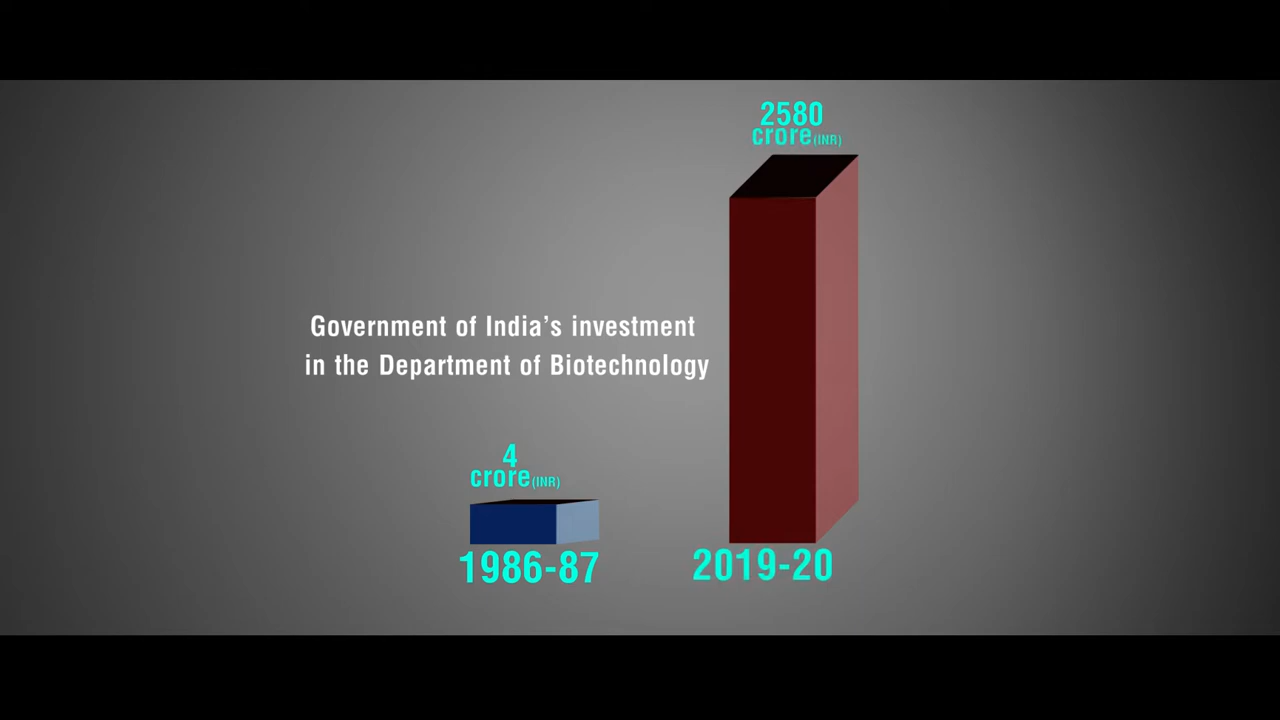 2580
crore(INR)
Government of India’s investment
in the Department of Biotechnology
4
crore(INR)
1986-87
2019-20